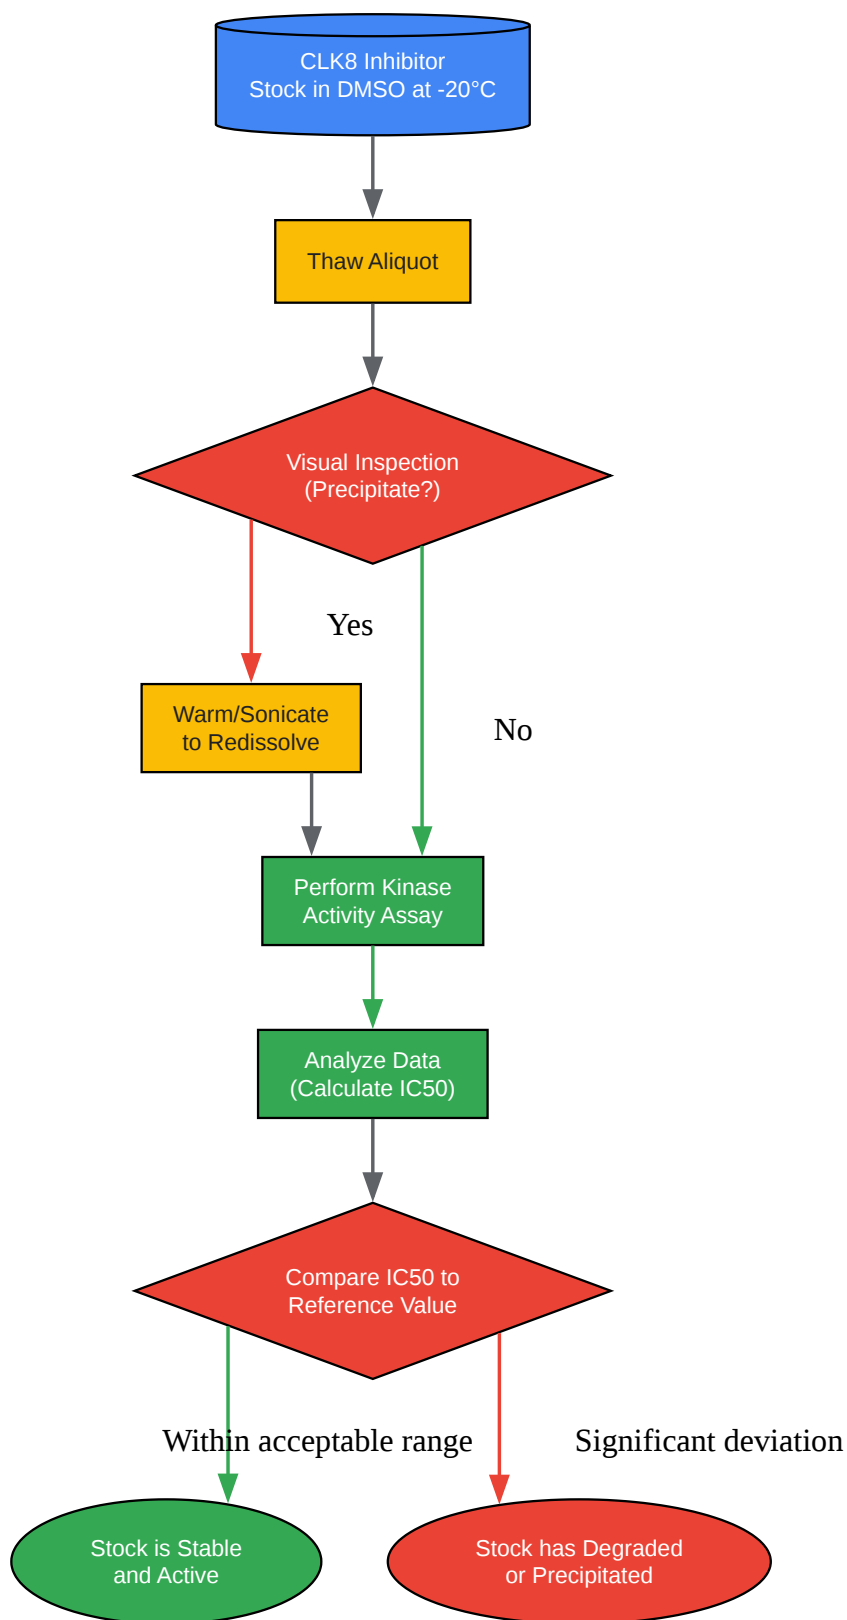 CLK8 Inhibitor
Stock in DMSO at -20°C
Thaw Aliquot
Visual Inspection
(Precipitate?)
Yes
Warm/Sonicate
to Redissolve
No
Perform Kinase
Activity Assay
Analyze Data
(Calculate IC50)
Compare IC50 to
Reference Value
Within acceptable range
Significant deviation
Stock is Stable
and Active
Stock has Degraded
or Precipitated